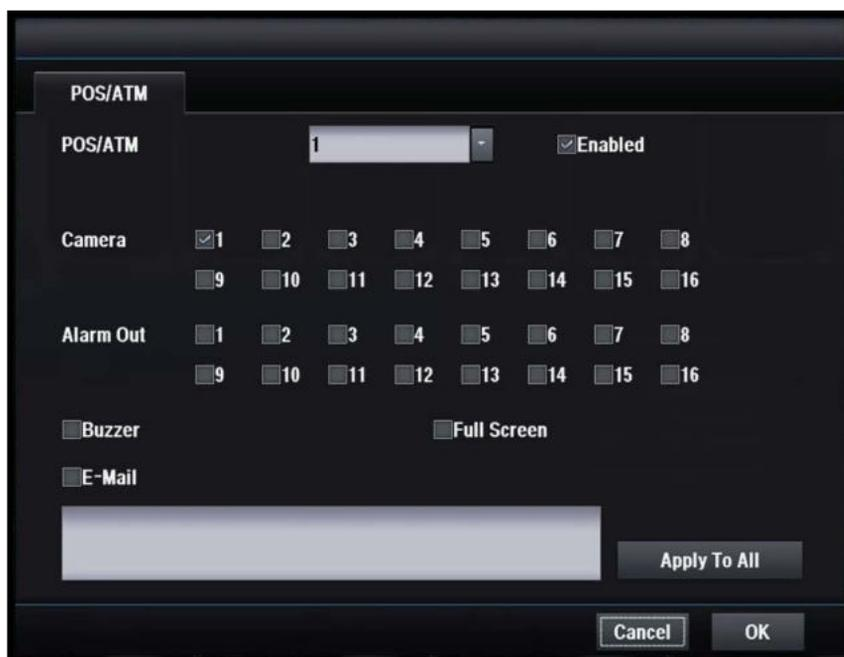 POS/ATM
POS/ATM 1 Enabled
Camera 1 2 3 4 5 6 7 8
9 10 11 12 13 14 15 16
Alarm Out 1 2 3 4 5 6 7 8
9 10 11 12 13 14 15 16
Buzzer Full Screen
E-Mail
Apply To All
Cancel OK